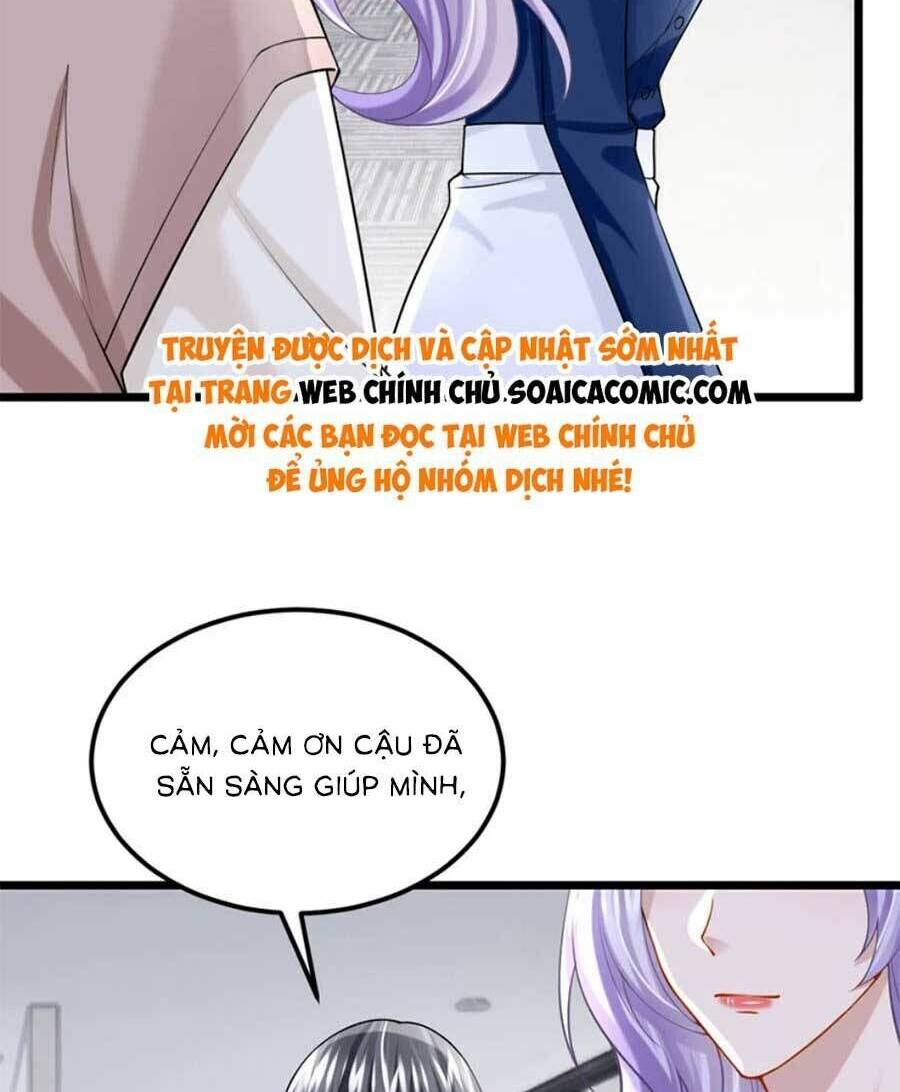 TRUYỆN ĐƯỢC DỊCH VÀ CẬP NHẬT SỚM NHẤT
TẠI TRANG WEB CHÍNH CHỦ SOAICACOMIC.COM
MỜI CÁC BẠN ĐỌC TẠI WEB CHÍNH CHỦ
ĐỂ ỦNG HỘ NHÓM DỊCH NHÉ!
CẢM, CẢM ƠN CẬU ĐÃ
SẴN SÀNG GIÚP MÌNH,